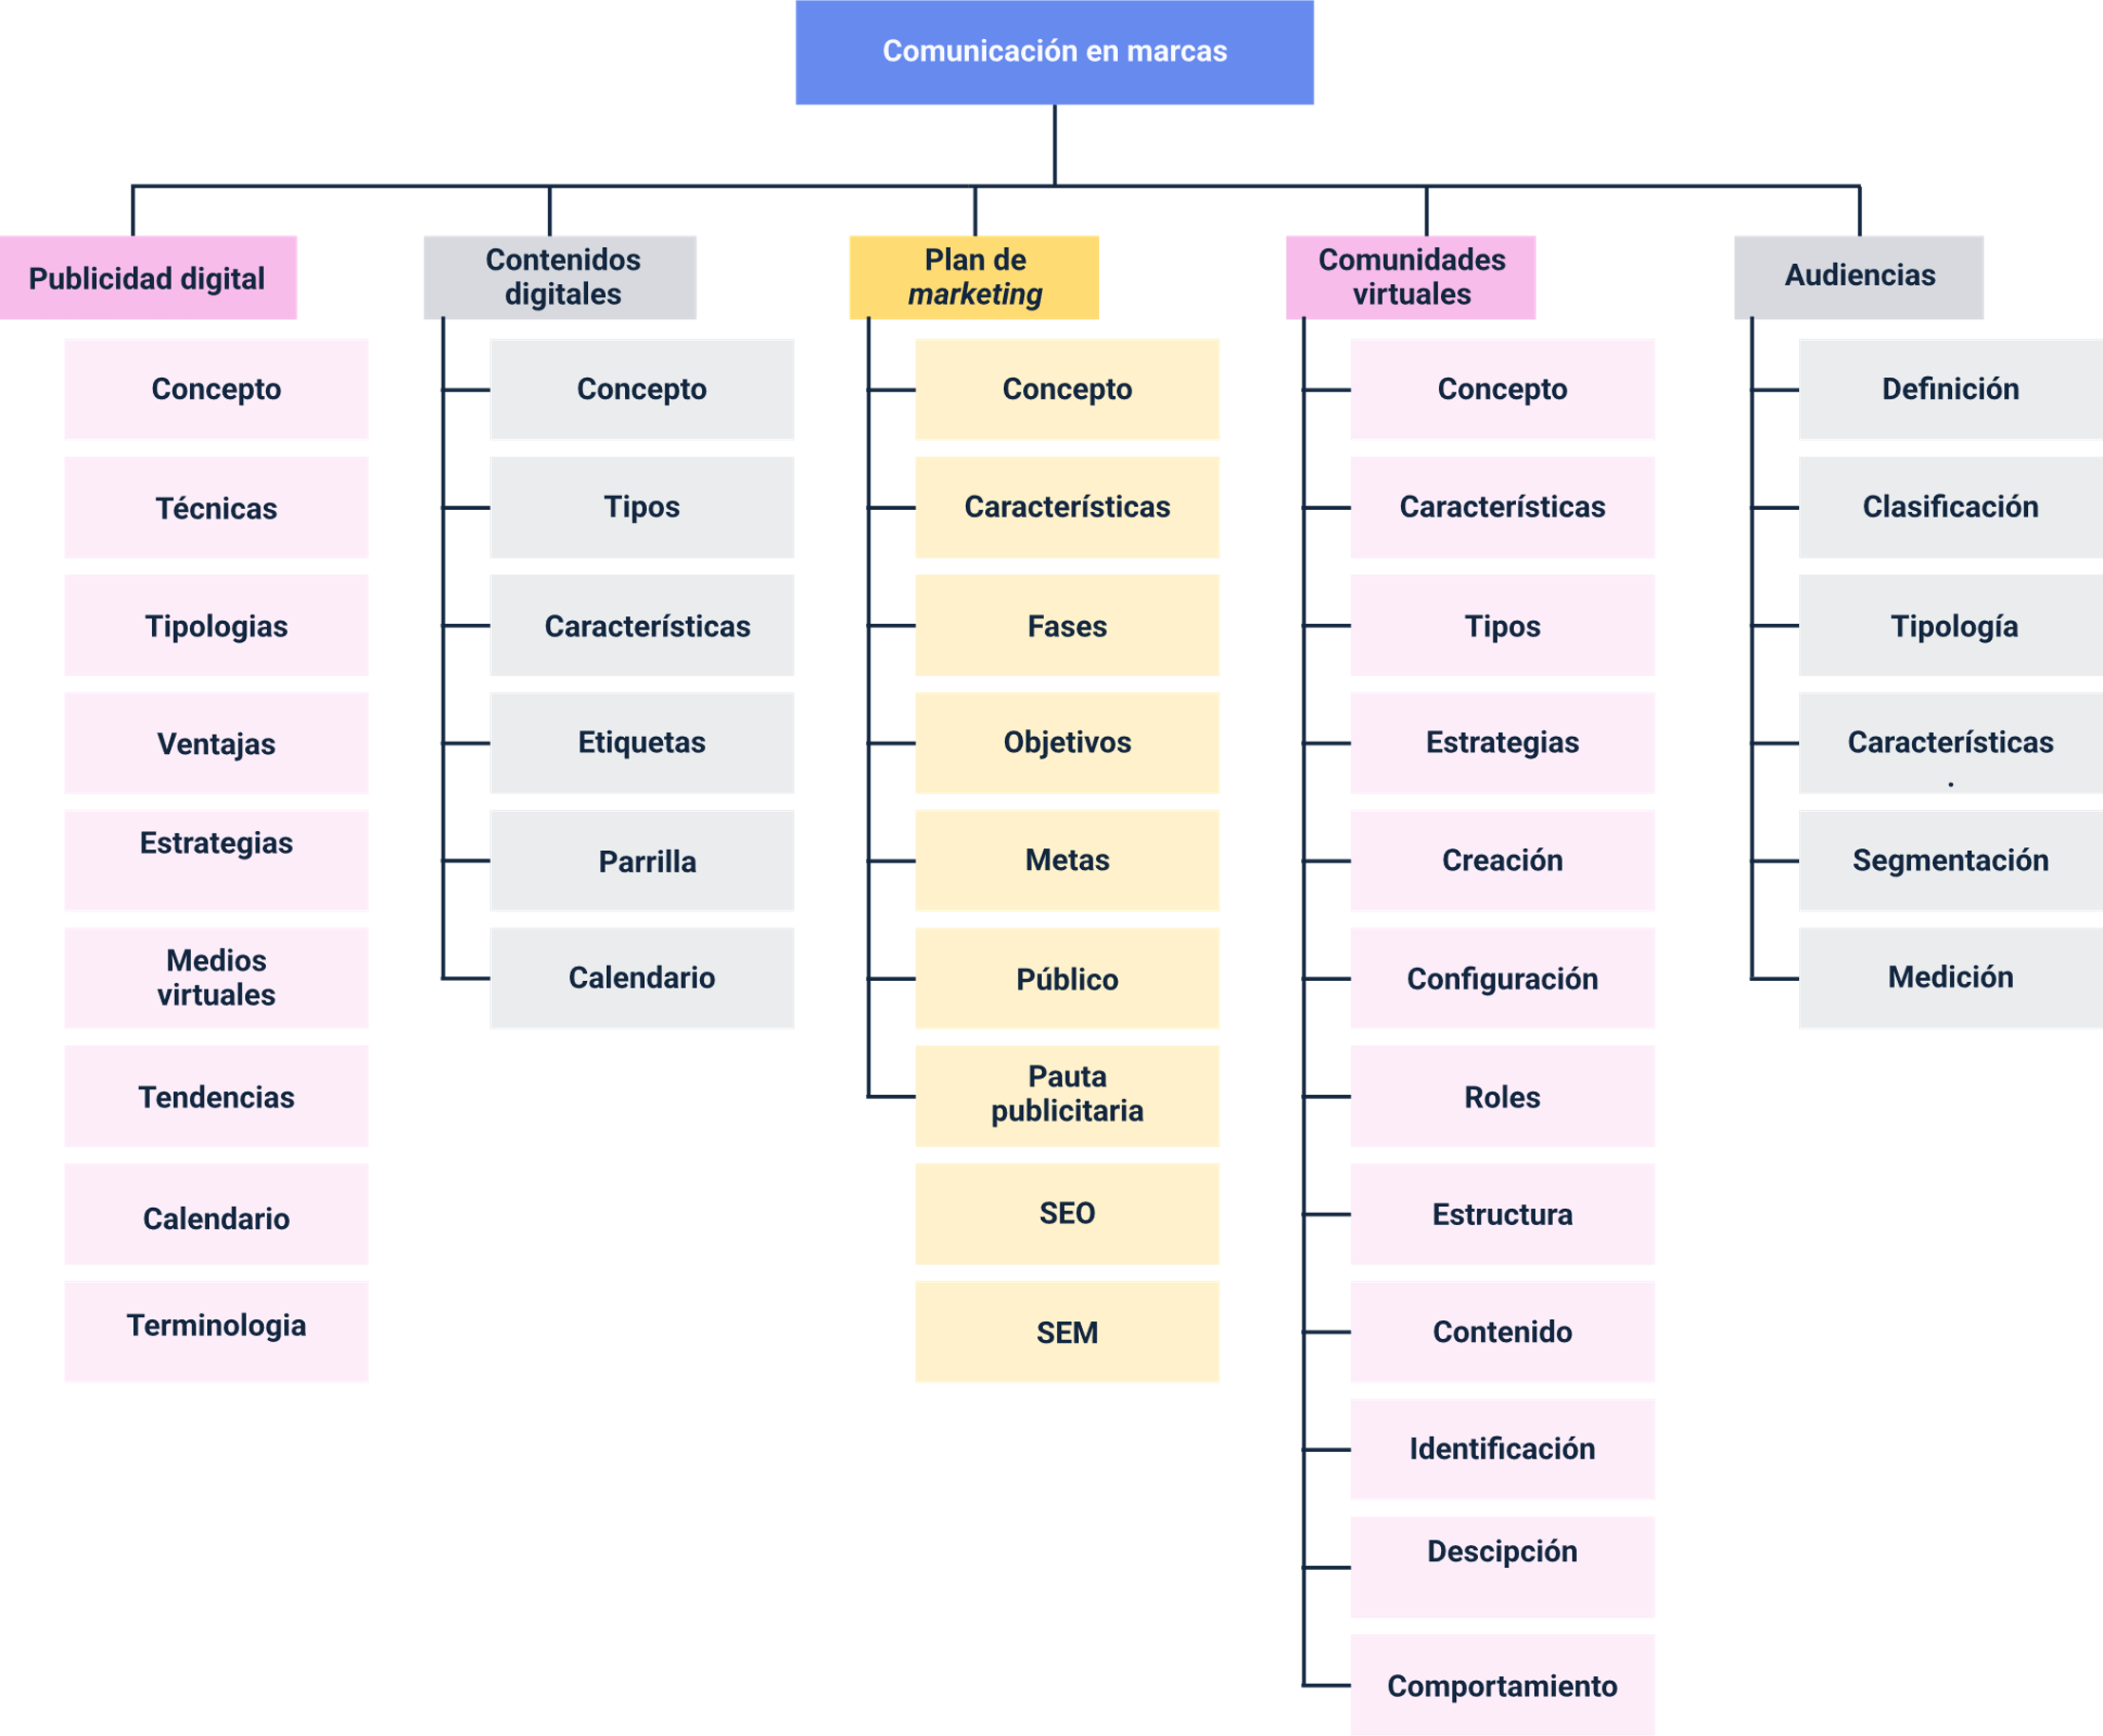 Comunicación en marcas
Publicidad digital
Concepto
Técnicas
Tipologias
Ventajas
Estrategias
Medios
virtuales
Tendencias
Calendario
Terminologia
Contenidos
digitales
Concepto
Tipos
Características
Etiquetas
Parrilla
Calendario
Plan de
marketing
Concepto
Características
Fases
Objetivos
Metas
Público
Pauta
publicitaria
SEO
SEM
Comunidades
virtuales
Concepto
Características
Tipos
Estrategias
Creación
Configuración
Roles
Estructura
Contenido
Identificación
Descipción
Comportamiento
Audiencias
Definición
Clasificación
Tipología
Características
.
Segmentación
Medición